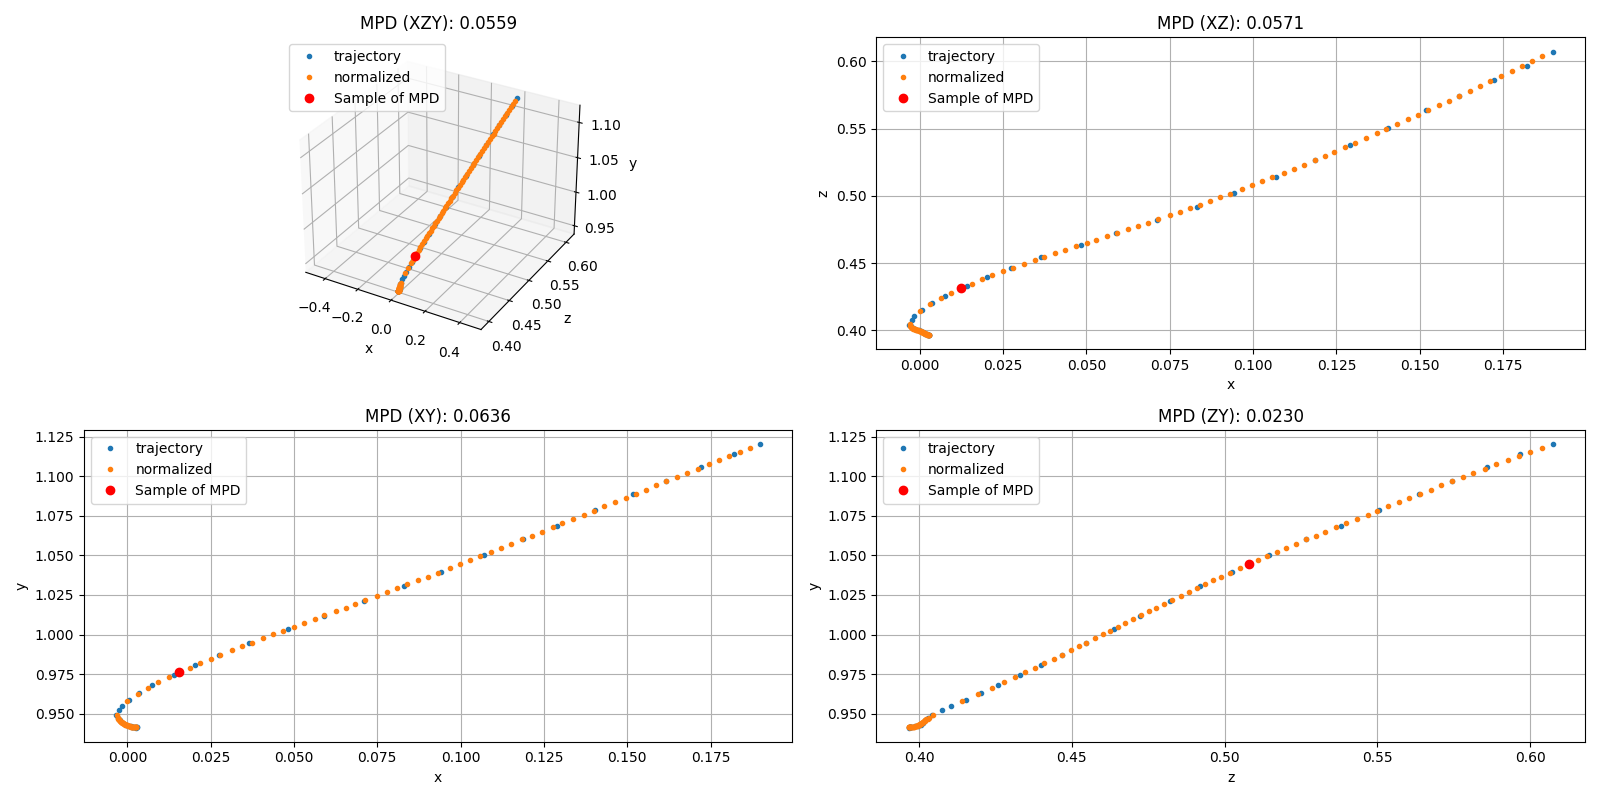 MPD (XZY): 0.0559
trajectory
normalized
Sample of MPD
1.10
1.05
1.00
0.95
y
0.60
0.55
0.50
0.45
0.40
z
−0.4
−0.2
0.0
0.2
0.4
x
MPD (XZ): 0.0571
trajectory
normalized
Sample of MPD
0.60
0.55
0.50
0.45
0.40
z
0.000 0.025 0.050 0.075 0.100 0.125 0.150 0.175
x
MPD (XY): 0.0636
trajectory
normalized
Sample of MPD
1.125
1.100
1.075
1.050
1.025
1.000
0.975
0.950
y
0.000 0.025 0.050 0.075 0.100 0.125 0.150 0.175
x
MPD (ZY): 0.0230
trajectory
normalized
Sample of MPD
1.125
1.100
1.075
1.050
1.025
1.000
0.975
0.950
y
0.40 0.45 0.50 0.55 0.60
z